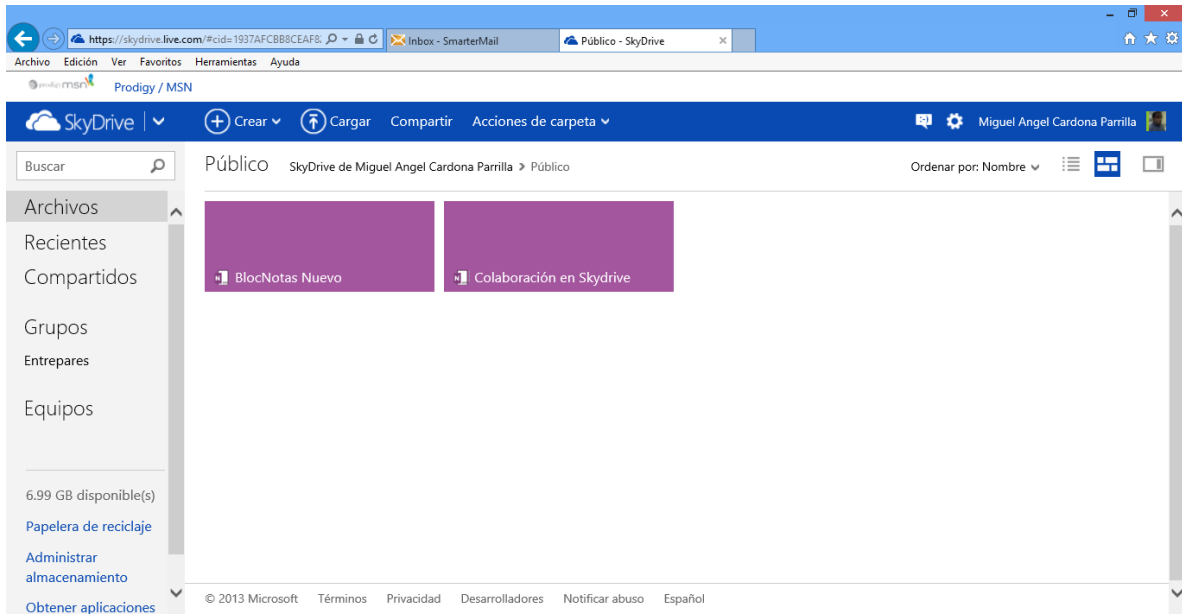 https://skydrive.live.com/#cid=1937AFCBB8CEAF8. Inbox - SmarterMail Público - SkyDrive
Archivo Edición Ver Favoritos Herramientas Ayuda
prodigy msn Prodigy / MSN
SkyDrive Crear Cargar Compartir Acciones de carpeta Miguel Angel Cardona Parrilla
Buscar Público SkyDrive de Miguel Angel Cardona Parrilla > Público Ordenar por: Nombre
Archivos
Recientes
Compartidos
BlocNotas Nuevo Colaboración en Skydrive
Grupos
Entrepares
Equipos
6.99 GB disponible(s)
Papelera de reciclaje
Administrar
almacenamiento
Obtener aplicaciones
© 2013 Microsoft Términos Privacidad Desarrolladores Notificar abuso Español